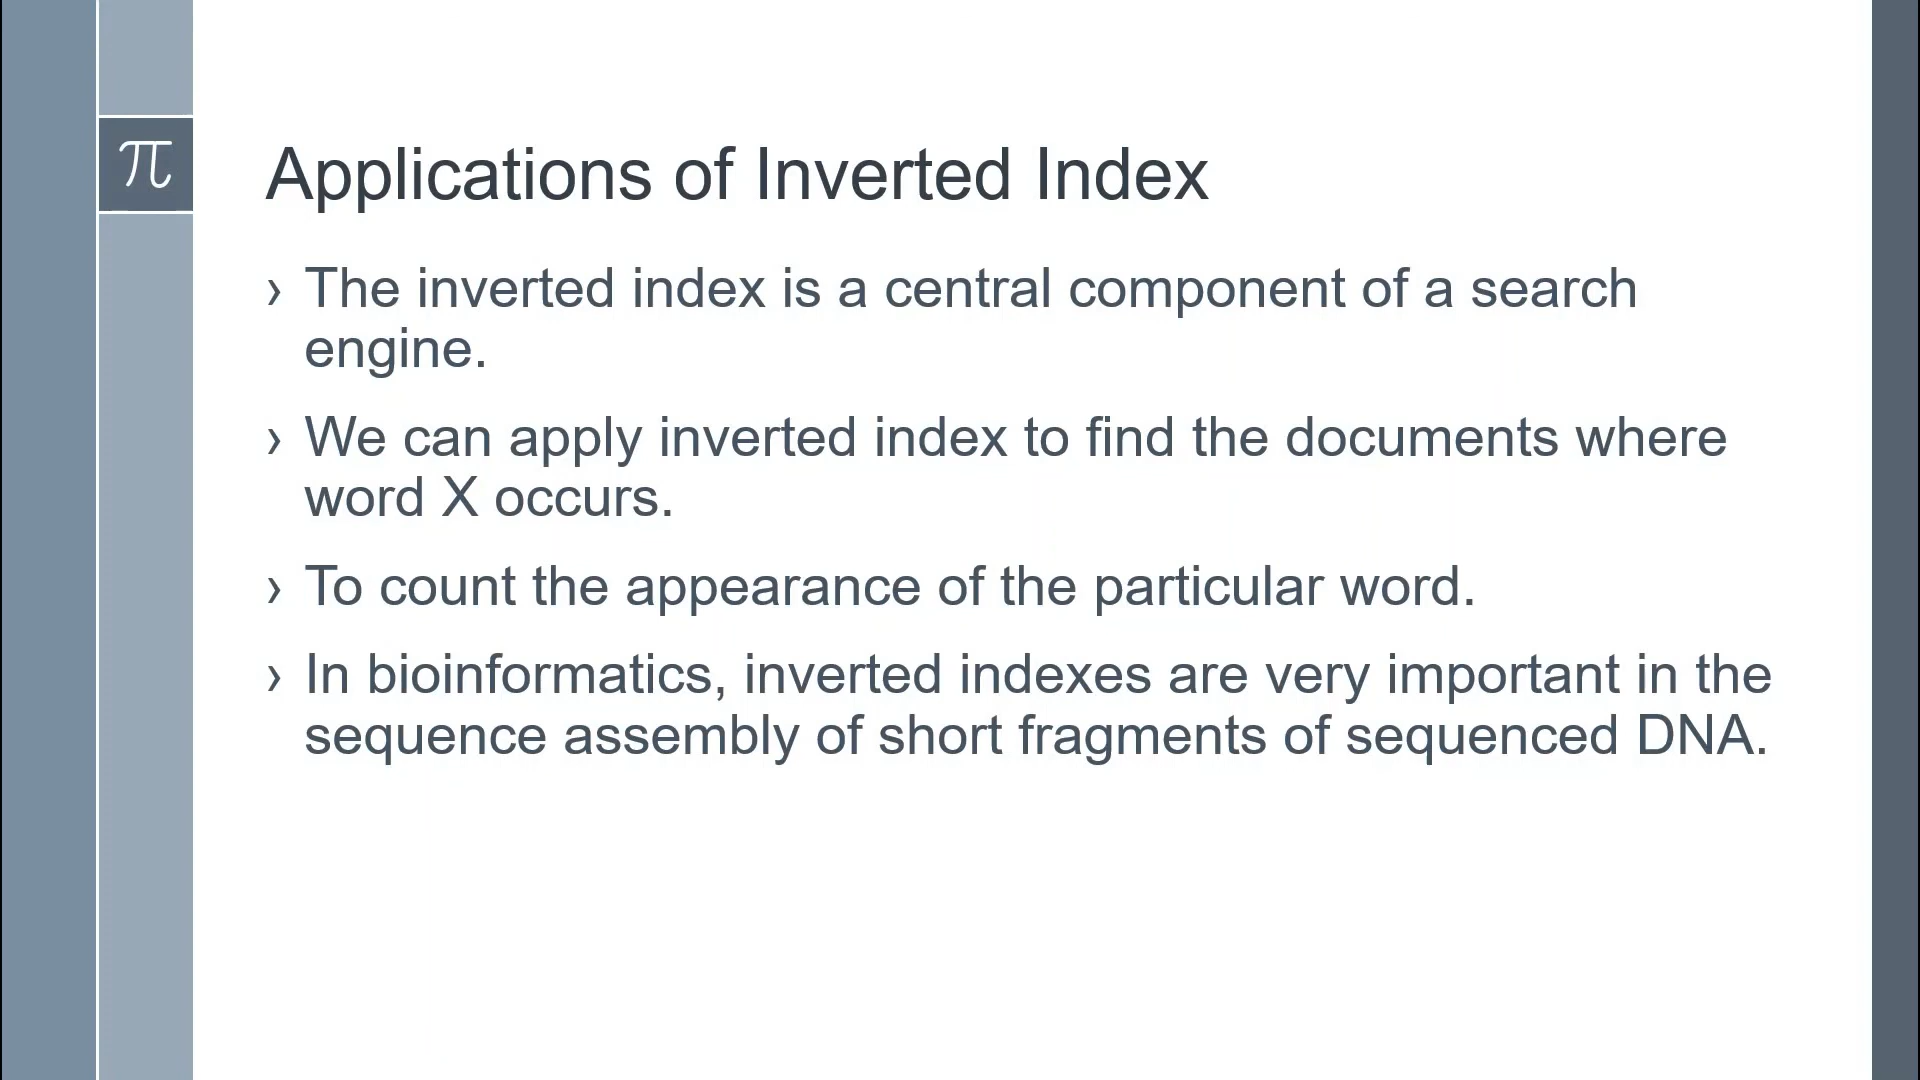 π
Applications of Inverted Index
› The inverted index is a central component of a search
engine.
› We can apply inverted index to find the documents where
word X occurs.
› To count the appearance of the particular word.
› In bioinformatics, inverted indexes are very important in the
sequence assembly of short fragments of sequenced DNA.